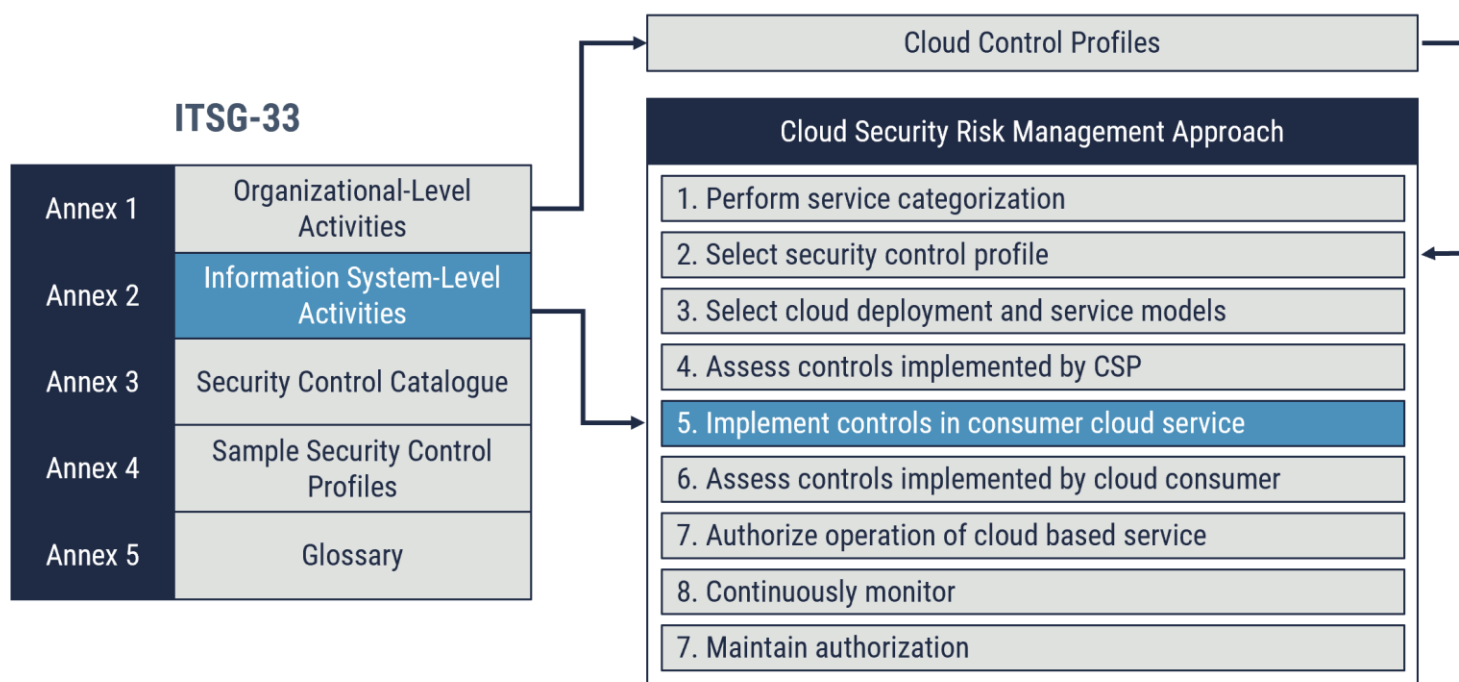 Cloud Control Profiles
ITSG-33
Annex 1
Organizational-Level
Activities
Annex 2
Information System-Level
Activities
Annex 3
Security Control Catalogue
Annex 4
Sample Security Control
Profiles
Annex 5
Glossary
Cloud Security Risk Management Approach
1. Perform service categorization
2. Select security control profile
3. Select cloud deployment and service models
4. Assess controls implemented by CSP
5. Implement controls in consumer cloud service
6. Assess controls implemented by cloud consumer
7. Authorize operation of cloud based service
8. Continuously monitor
7. Maintain authorization